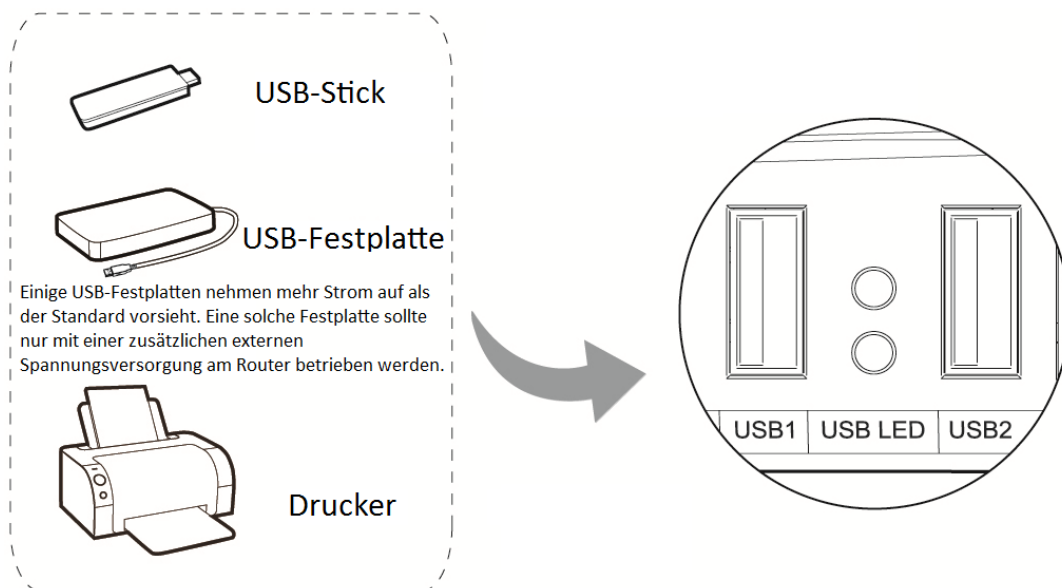 USB-Stick
USB-Festplatte
Einige USB-Festplatten nehmen mehr Strom auf als
der Standard vorsieht. Eine solche Festplatte sollte
nur mit einer zusätzlichen externen
Spannungsversorgung am Router betrieben werden.
Drucker
USB1 USB LED USB2